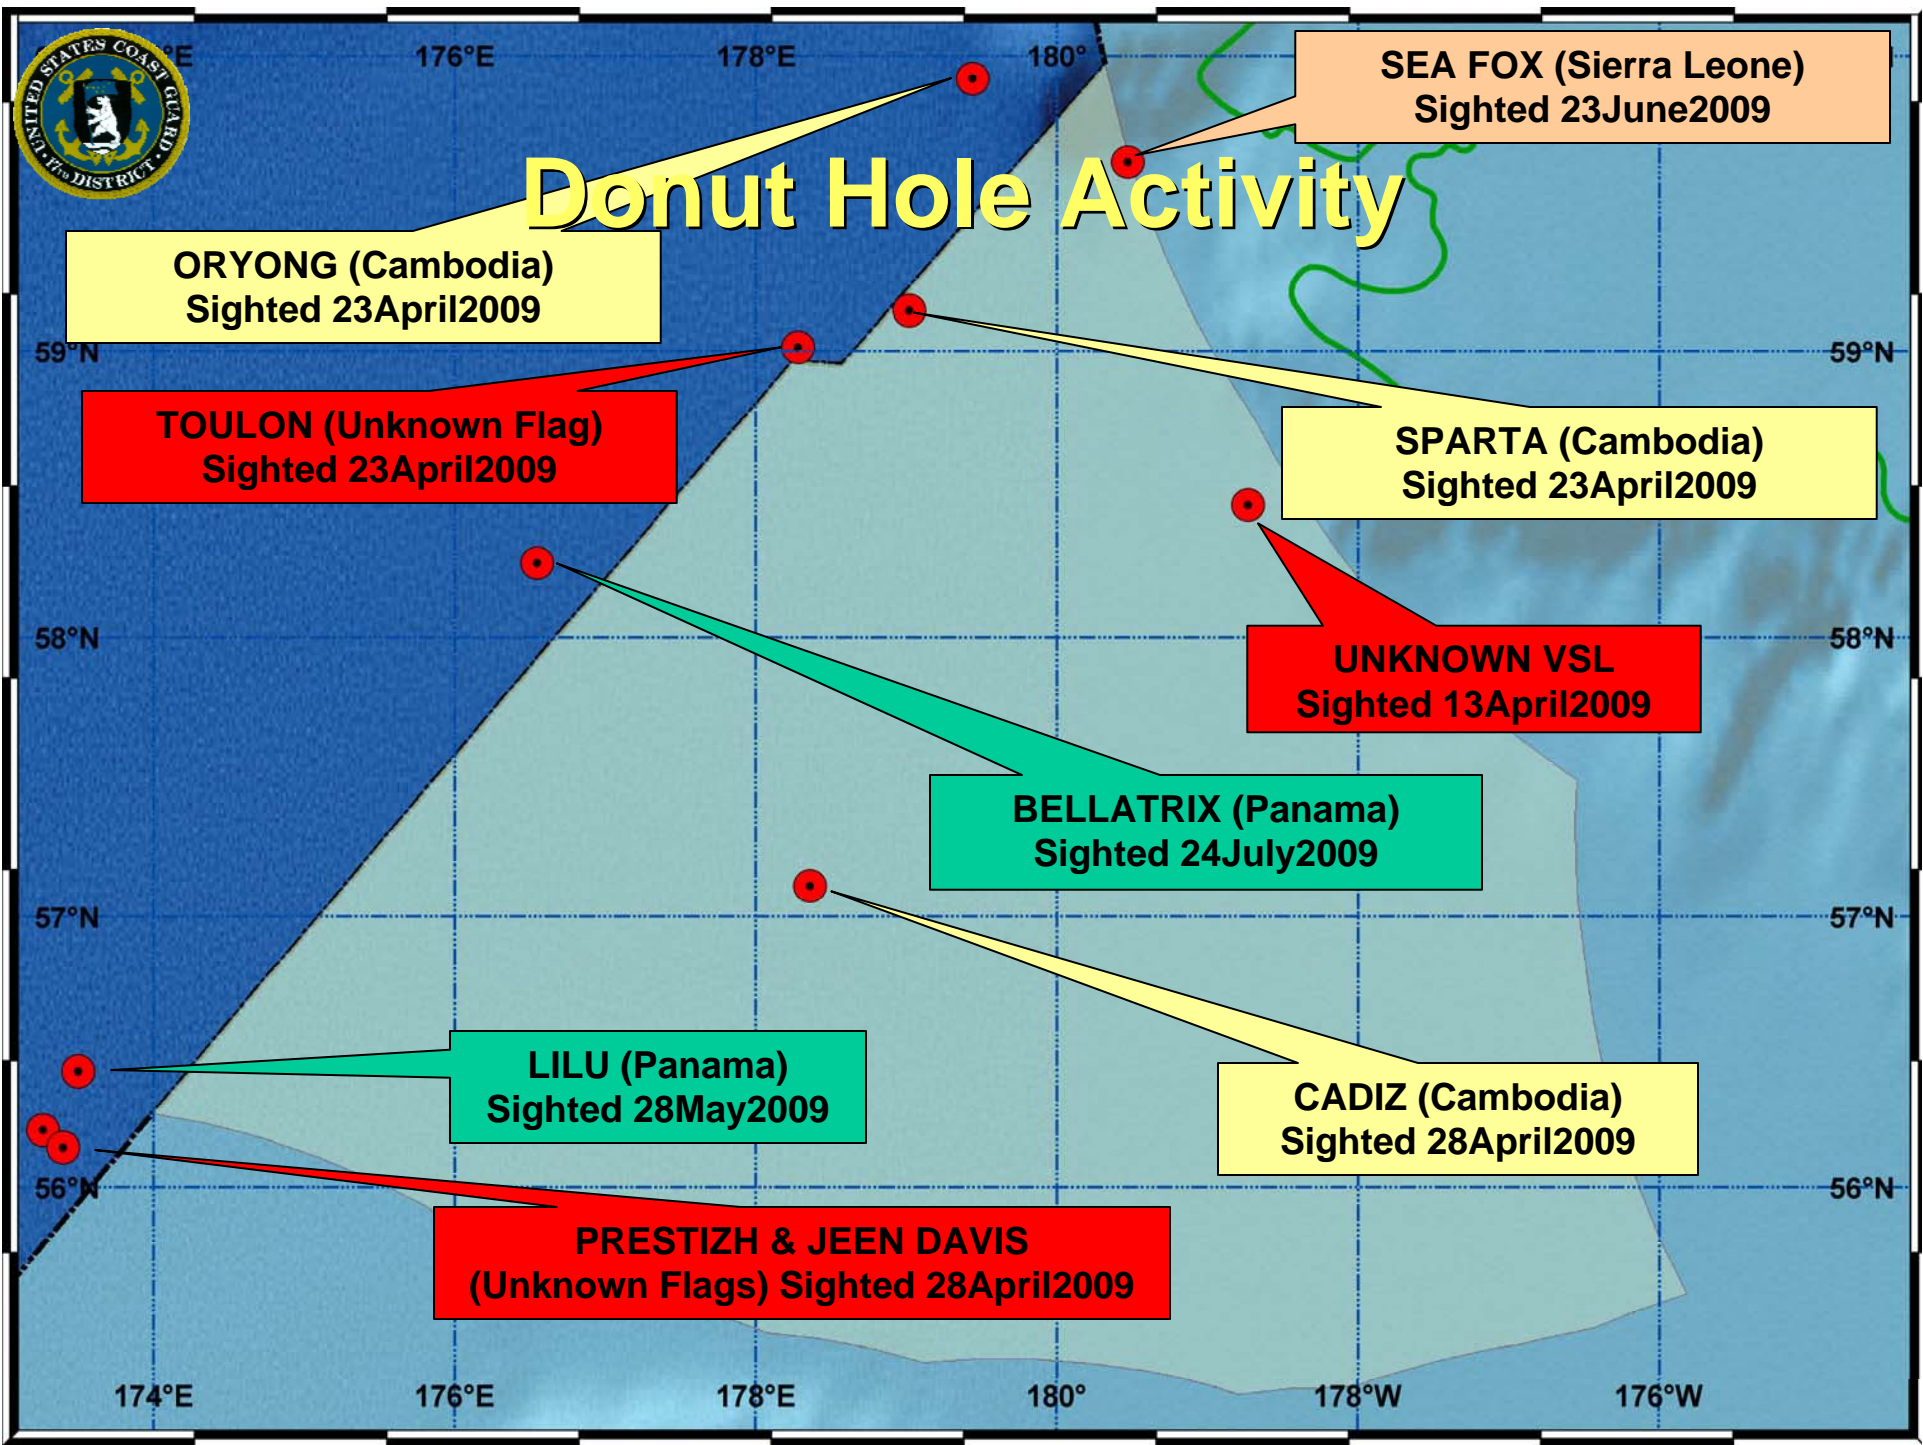 UNITED STATES COAST GUARD
17TH DISTRICT
°E
176°E
178°E
180°
SEA FOX (Sierra Leone)
Sighted 23June2009
Donut Hole Activity
ORYONG (Cambodia)
Sighted 23April2009
59°N
59°N
TOULON (Unknown Flag)
Sighted 23April2009
SPARTA (Cambodia)
Sighted 23April2009
58°N
58°N
UNKNOWN VSL
Sighted 13April2009
BELLATRIX (Panama)
Sighted 24July2009
57°N
57°N
LILU (Panama)
Sighted 28May2009
CADIZ (Cambodia)
Sighted 28April2009
56°N
56°N
PRESTIZH & JEEN DAVIS
(Unknown Flags) Sighted 28April2009
174°E
176°E
178°E
180°
178°W
176°W